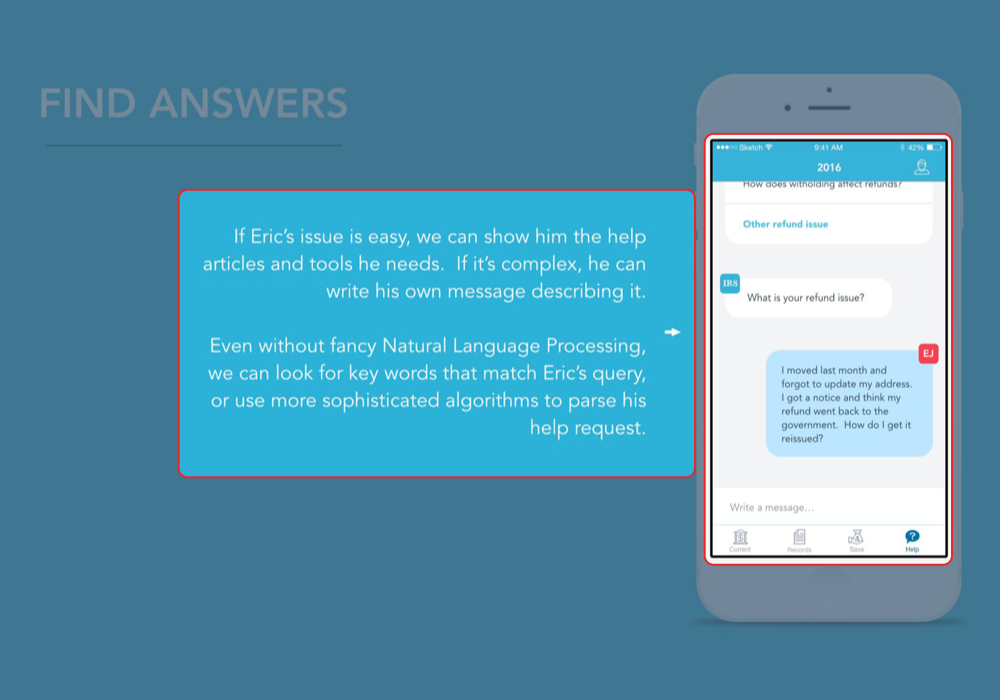 FIND ANSWERS
If Eric's issue is easy, we can show him the help
articles and tools he needs.  If it's complex, he can
write his own message describing it.
Even without fancy Natural Language Processing,
we can look for key words that match Eric's query,
or use more sophisticated algorithms to parse his
help request.
Sketch 9:41 AM 42%
2016
How does witholding affect refunds?
Other refund issue
IRS
What is your refund issue?
EJ
I moved last month and
forgot to update my address.
I got a notice and think my
refund went back to the
government.  How do I get it
reissued?
Write a message...
Current Records Save Help